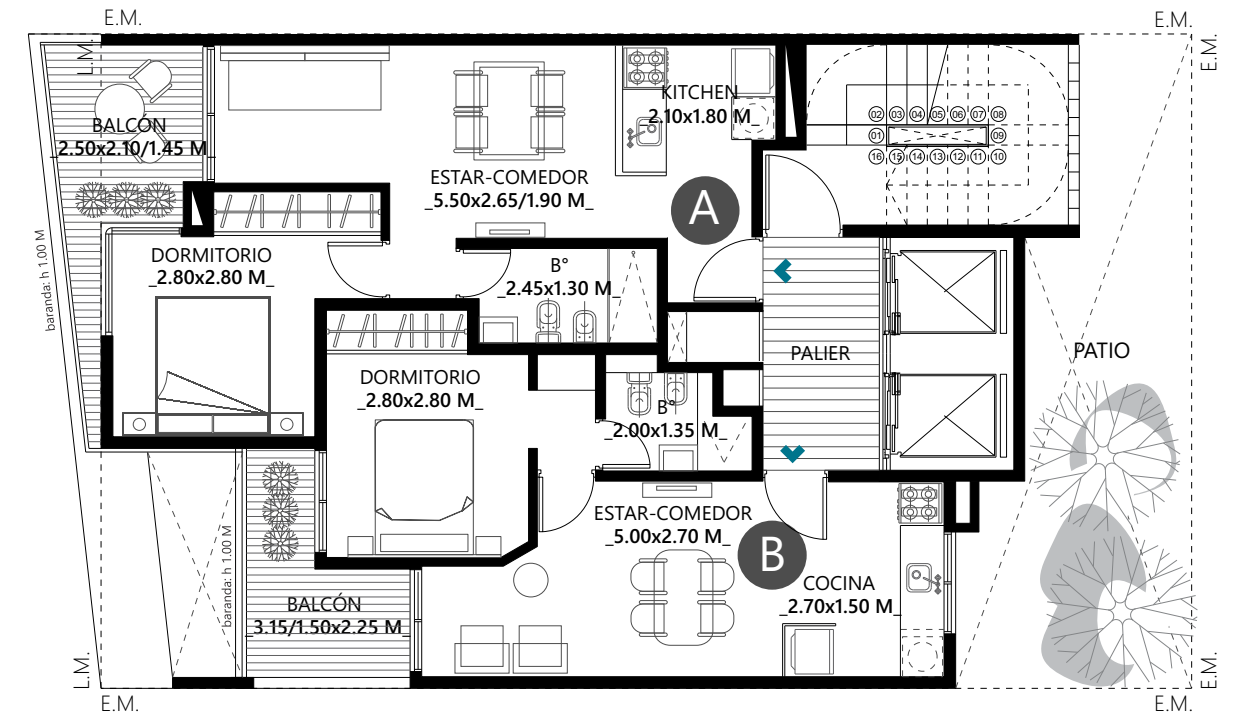 E.M.
E.M.
L.M.
E.M.
KITCHEN
2.10x1.80 M_
BALCÓN
_2.50x2.10/1.45 M
02 03 04 05 06 07 08
01 09
16 15 14 13 12 11 10
ESTAR-COMEDOR
_5.50x2.65/1.90 M_
A
DORMITORIO
_2.80x2.80 M_
B°
_2.45x1.30 M_
baranda: h 1.00 M
PALIER
PATIO
DORMITORIO
_2.80x2.80 M_
B°
_2.00x1.35 M_
ESTAR-COMEDOR
_5.00x2.70 M_
B
COCINA
_2.70x1.50 M_
baranda: h 1.00 M
BALCÓN
_3.15/1.50x2.25 M_
L.M.
E.M.
E.M.
E.M.